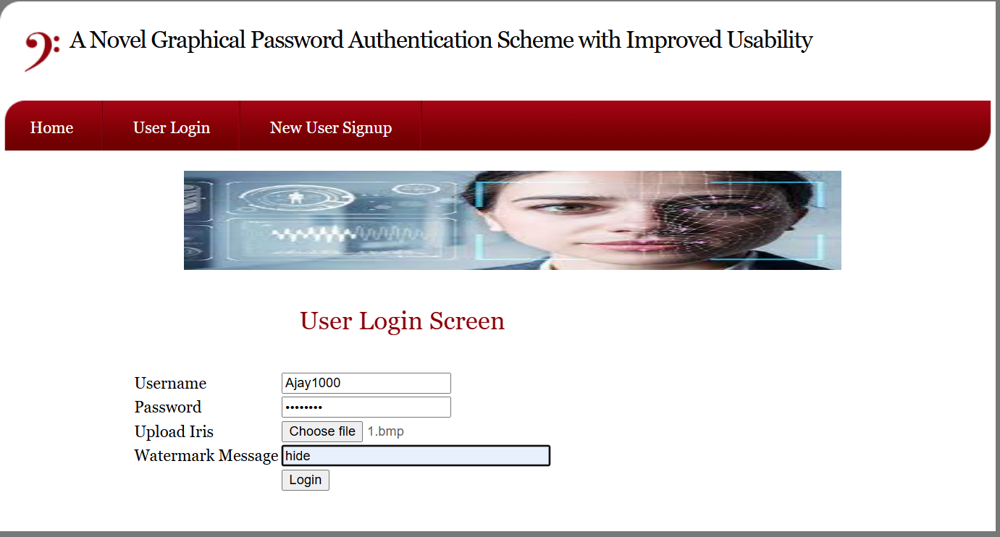 A Novel Graphical Password Authentication Scheme with Improved Usability
Home User Login New User Signup
User Login Screen
Username Ajay1000
Password ••••••••
Upload Iris Choose file 1.bmp
Watermark Message hide
Login